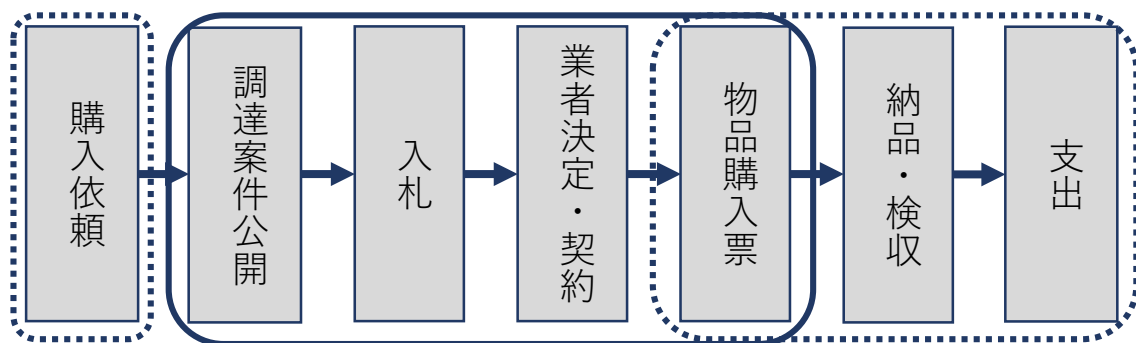 購入依頼
調達案件公開
入札
業者決定・契約
物品購入票
納品・検収
支出